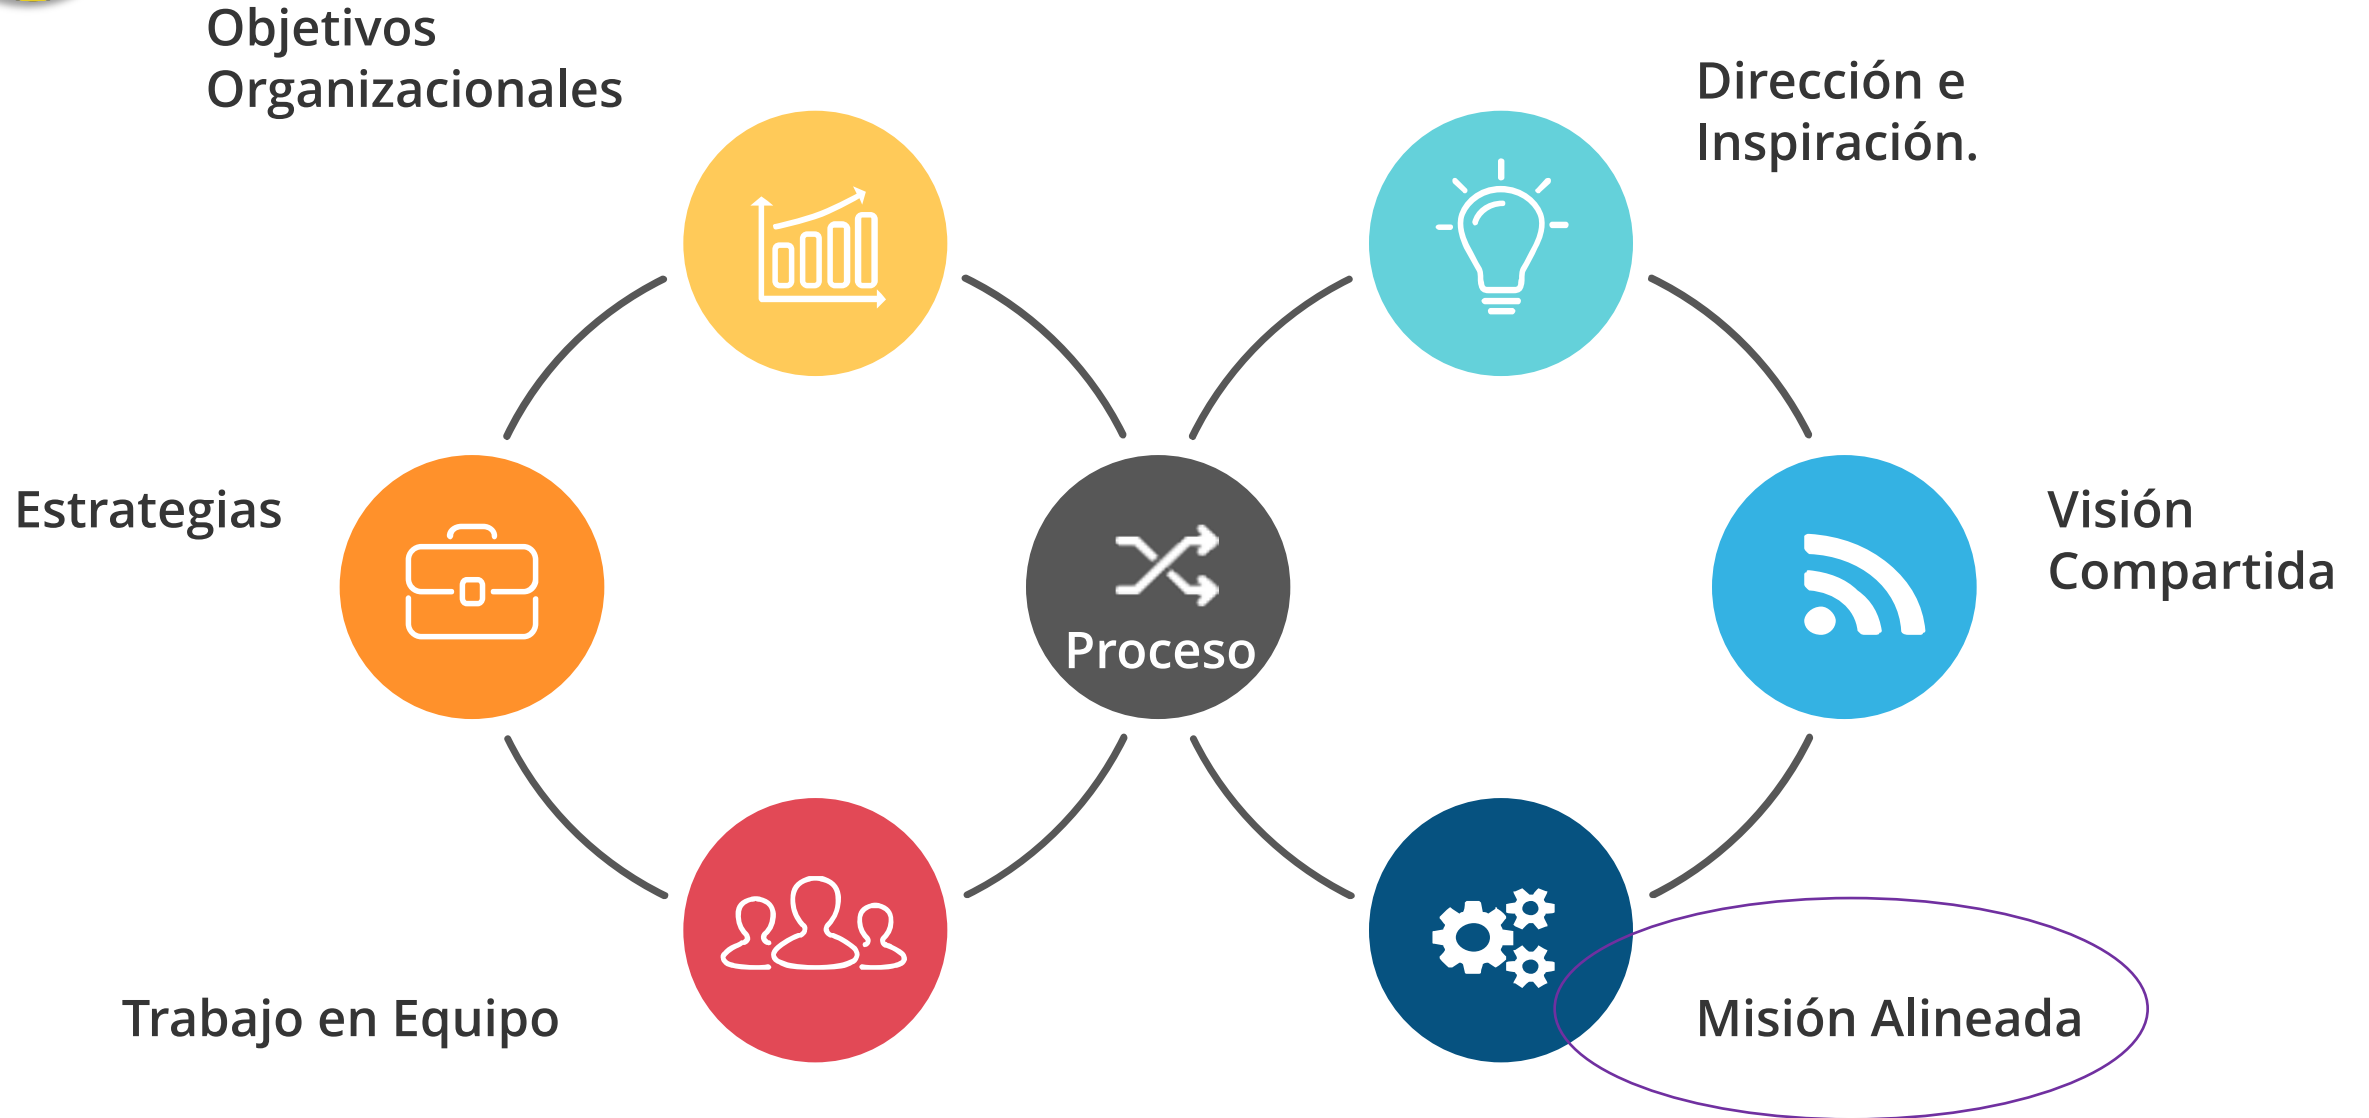 Objetivos
Organizacionales
Dirección e
Inspiración.
Estrategias
Proceso
Visión
Compartida
Trabajo en Equipo
Misión Alineada